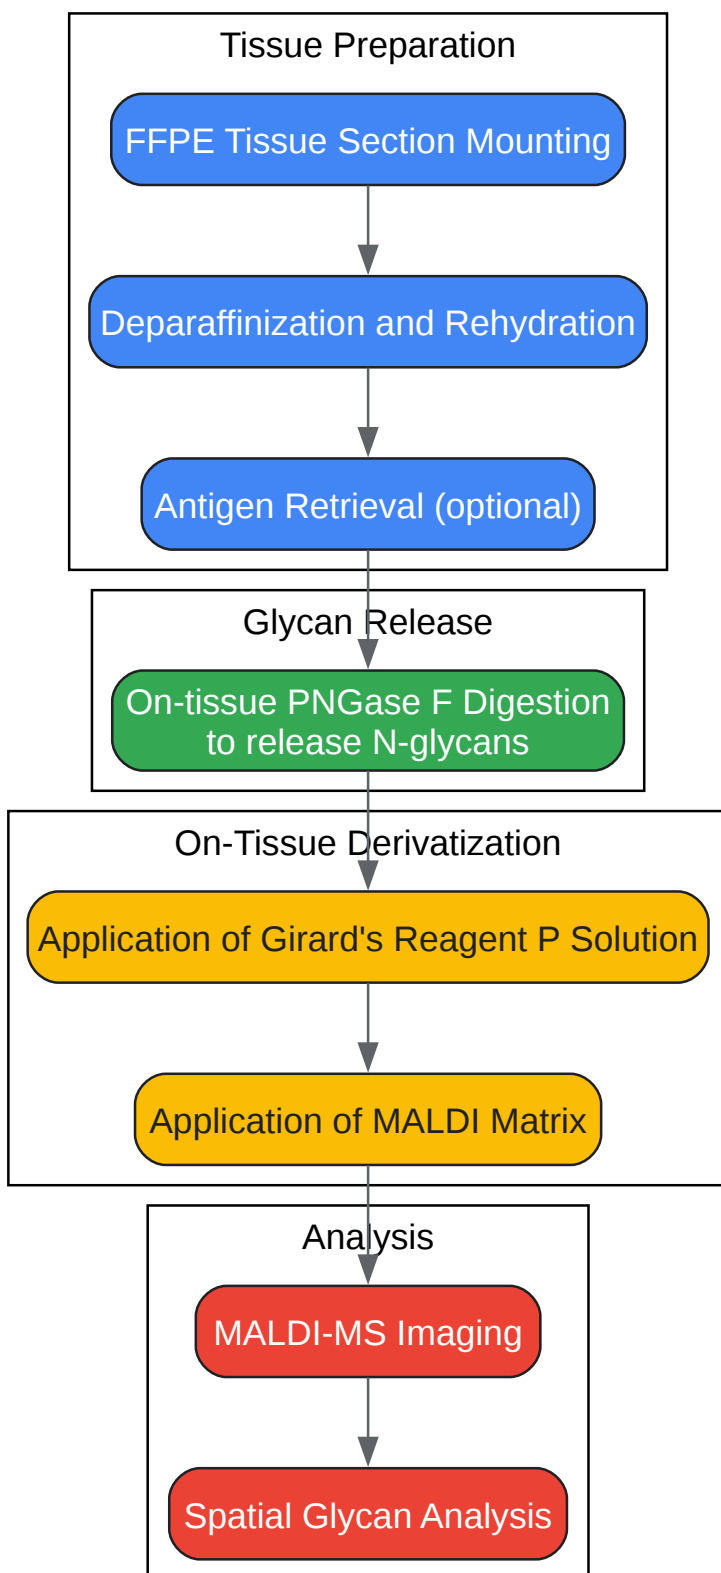 Tissue Preparation
FFPE Tissue Section Mounting
Deparaffinization and Rehydration
Antigen Retrieval (optional)
Glycan Release
On-tissue PNGase F Digestion
to release N-glycans
On-Tissue Derivatization
Application of Girard's Reagent P Solution
Application of MALDI Matrix
Analysis
MALDI-MS Imaging
Spatial Glycan Analysis